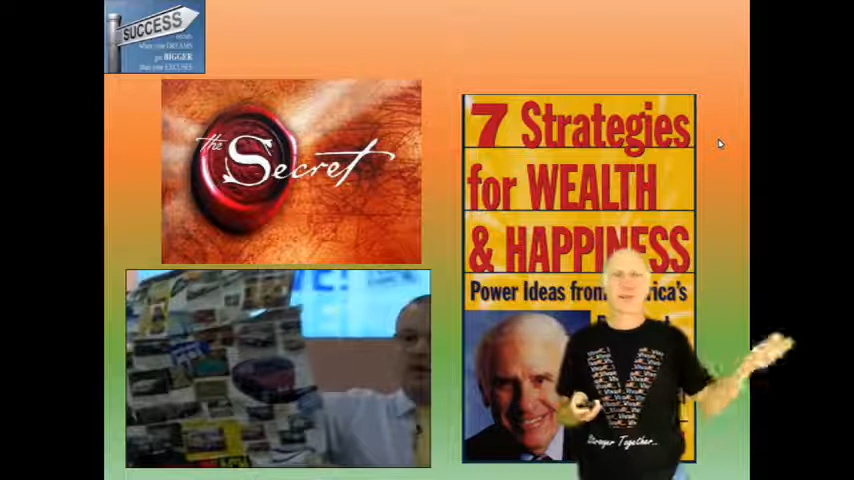 SUCCESS
when your DREAMS
get BIGGER
than your EXCUSES
the Secret
7 Strategies
for WEALTH
& HAPPINESS
Power Ideas from
Stronger Together...